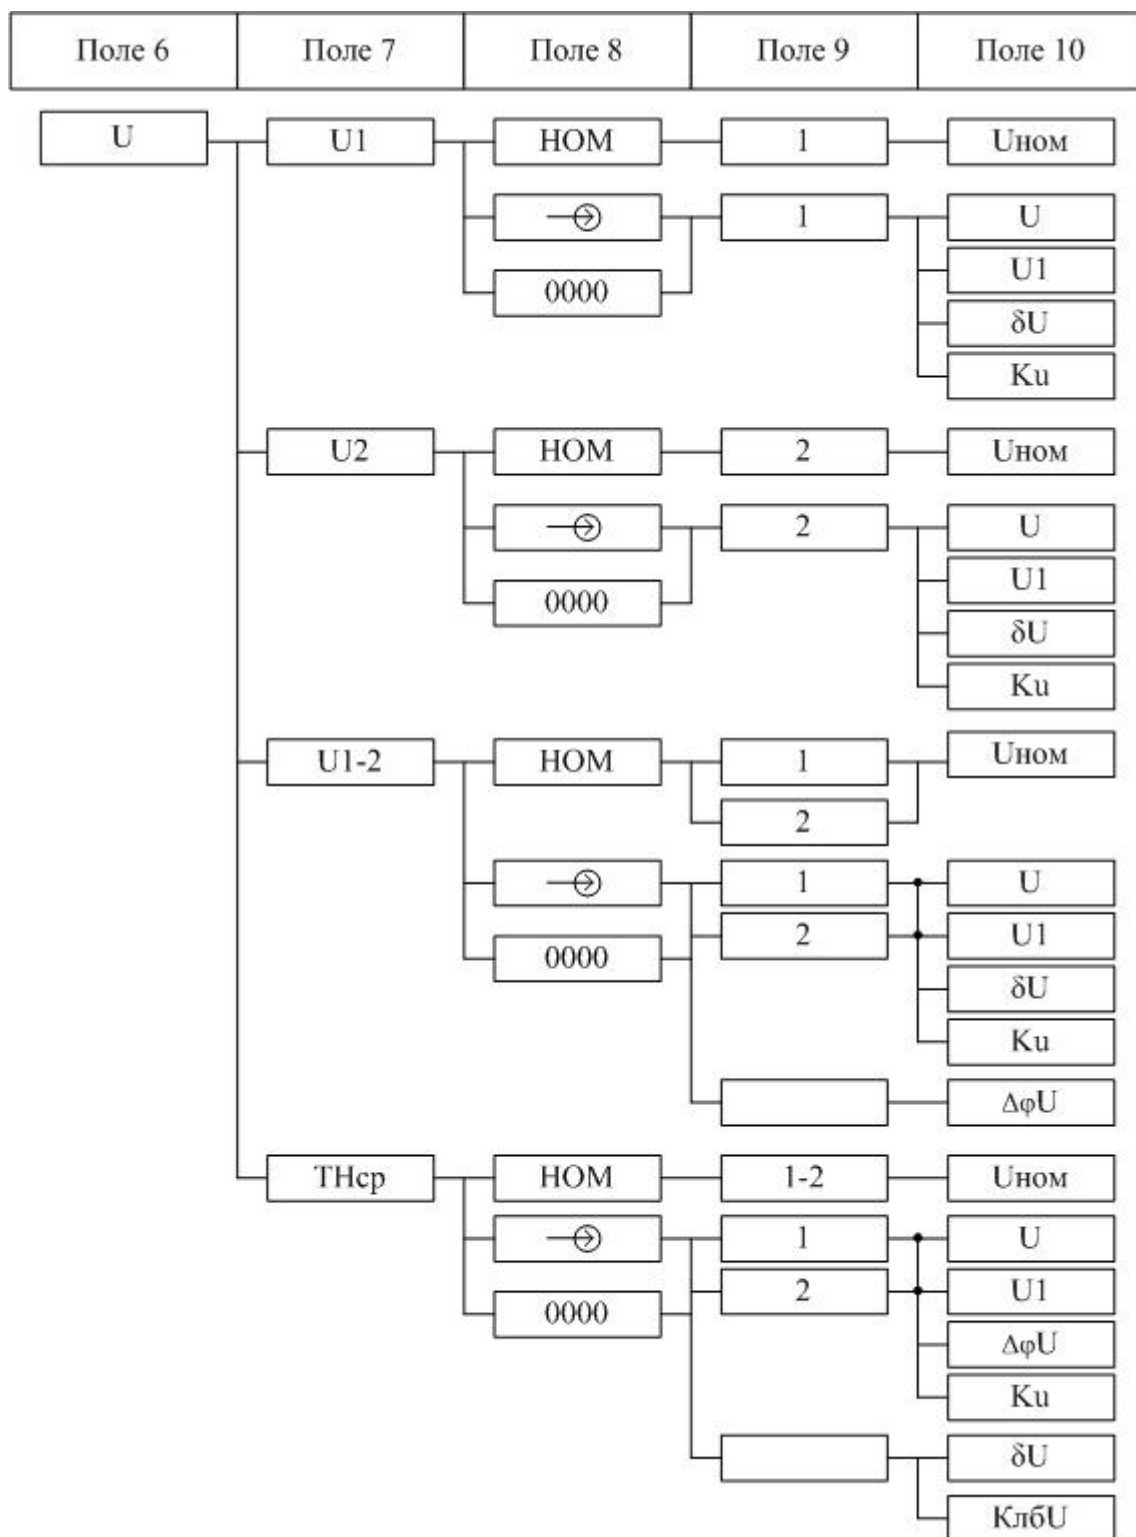 Поле 6 Поле 7 Поле 8 Поле 9 Поле 10
U U1 НОМ 1 Uном
1 U
U1
0000
δU
Ku
U2 НОМ 2 Uном
2 U
U1
0000
δU
Ku
U1-2 НОМ 1 Uном
2
1 U
2 U1
0000
δU
Ku
ΔφU
ТНср НОМ 1-2 Uном
1 U
2 U1
0000
ΔφU
Ku
δU
КлбU